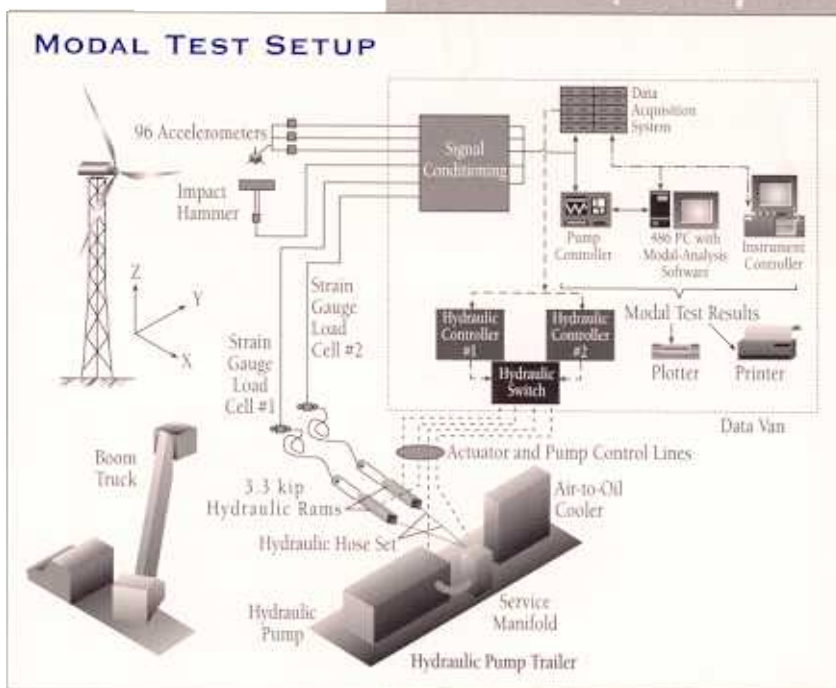 MODAL TEST SETUP
96 Accelerometers
Impact
Hammer
Signal
Conditioning
Data
Acquisition
System
Pump
Controller
486 PC with
Modal-Analysis
Software
Instrument
Controller
Z
Y
X
Strain
Gauge
Load
Cell #2
Strain
Gauge
Load
Cell #1
Hydraulic
Controller
#1
Hydraulic
Controller
#2
Hydraulic
Switch
Modal Test Results
Plotter
Printer
Data Van
Boom
Truck
Actuator and Pump Control Lines
3.3 kip
Hydraulic Rams
Hydraulic Hose Set
Air-to-Oil
Cooler
Hydraulic
Pump
Service
Manifold
Hydraulic Pump Trailer